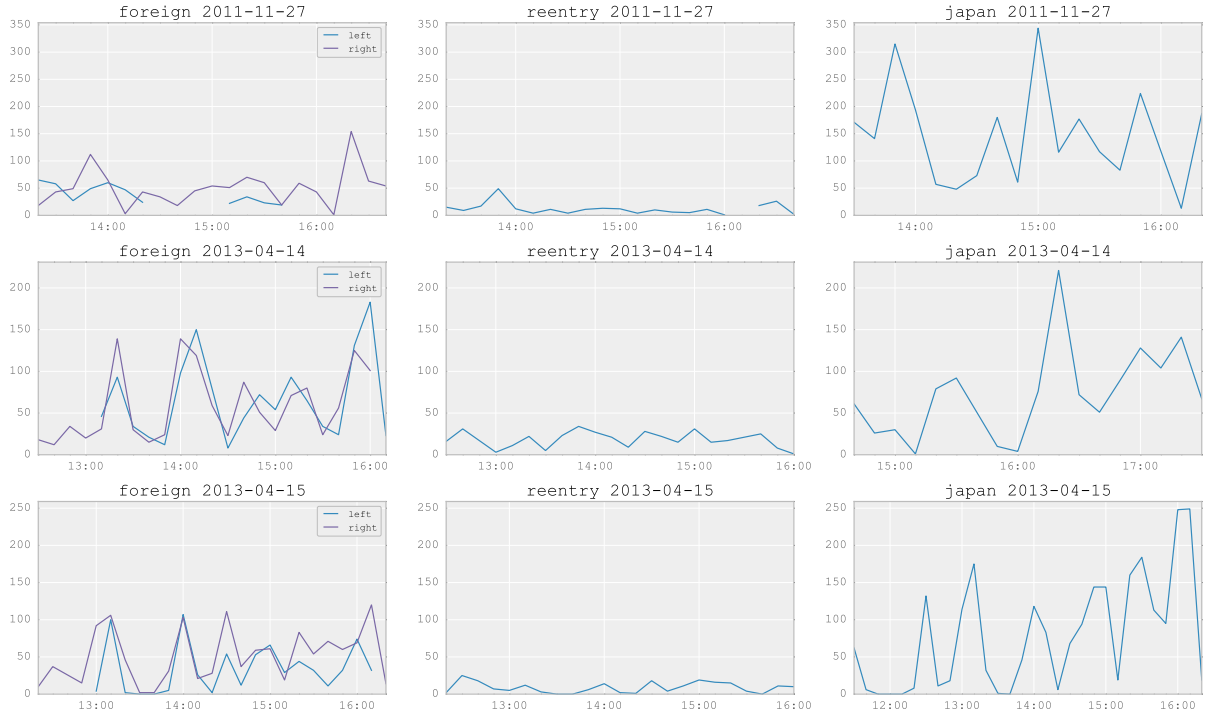 foreign 2011-11-27 reentry 2011-11-27 japan 2011-11-27
350 350 350
left
300 right 300 300
250 250 250
200 200 200
150 150 150
100 100 100
50 50 50
0 0 0
14:00 15:00 16:00 14:00 15:00 16:00 14:00 15:00 16:00
foreign 2013-04-14 reentry 2013-04-14 japan 2013-04-14
left
200 right 200 200
150 150 150
100 100 100
50 50 50
0 0 0
13:00 14:00 15:00 16:00 13:00 14:00 15:00 16:00 15:00 16:00 17:00
foreign 2013-04-15 reentry 2013-04-15 japan 2013-04-15
250 left 250 250
right
200 200 200
150 150 150
100 100 100
50 50 50
0 0 0
13:00 14:00 15:00 16:00 13:00 14:00 15:00 16:00 12:00 13:00 14:00 15:00 16:00